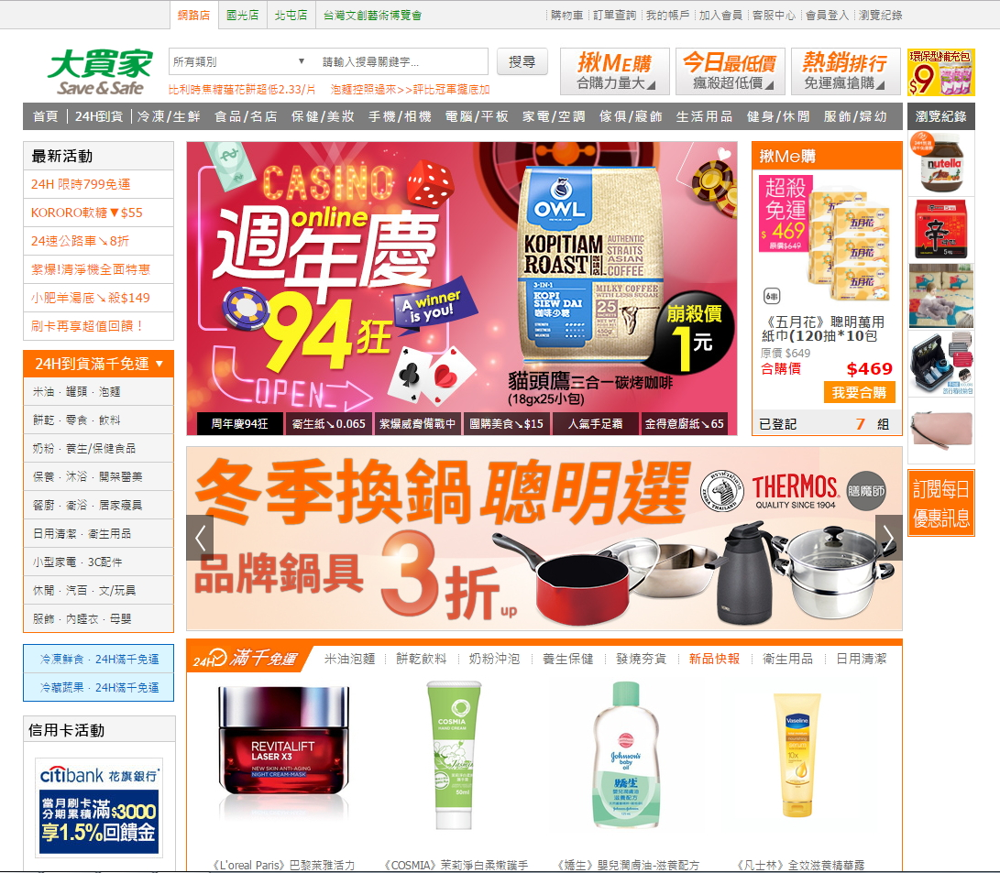 網路店 國光店 北屯店 台灣文創藝術博覽會
購物車 訂單查詢 我的帳戶 加入會員 客服中心 會員登入 瀏覽紀錄
大買家
Save & Safe
所有類別 ▼ 請輸入搜尋關鍵字... 搜尋
比利時焦糖蓮花餅超低2.33/片 泡麵控照過來>>評比冠軍攏底加
揪ME購
合購力量大
今日最低價
瘋殺超低價
熱銷排行
免運瘋搶購
環保型補充包
$9
首頁 24H到貨 冷凍/生鮮 食品/名店 保健/美妝 手機/相機 電腦/平板 家電/空調 傢俱/寢飾 生活用品 健身/休閒 服飾/婦幼
瀏覽紀錄
最新活動
24H 限時799免運
KORORO軟糖▼$55
24速公路車↘8折
紫爆!清淨機全面特惠
小肥羊湯底↘殺$149
刷卡再享超值回饋！
24H到貨滿千免運 ▼
米油 · 罐頭 · 泡麵
餅乾 · 零食 · 飲料
奶粉 · 養生/保健食品
保養 · 沐浴 · 開架醫美
餐廚 · 衛浴 · 居家寢具
日用清潔 · 衛生用品
小型家電 · 3C配件
休閒 · 汽百 · 文/玩具
服飾 · 內睡衣 · 母嬰
冷凍鮮食 · 24H滿千免運
冷藏蔬果 · 24H滿千免運
信用卡活動
citibank 花旗銀行
當月刷卡
分期累積滿$3000
享1.5%回饋金
CASINO
online
週年慶
94狂
A winner
is you!
OPEN
OWL
KOPITIAM
ROAST
AUTHENTIC
STRAITS
ASIAN
COFFEE
3-IN-1
KOPI
SIEW DAI
咖啡少糖
MILKY COFFEE
WITH LESS SUGAR
25
崩殺價
1元
貓頭鷹三合一碳烤咖啡
(18gx25小包)
周年慶94狂 衛生紙↘0.065 紫爆威脅備戰中 團購美食↘$15 人氣手足霜 金得意廚紙↘65
揪Me購
超殺
免運
$469
原價$649
五月花
6串
《五月花》聰明萬用
紙巾(120抽*10包
原價 $649
合購價 $469
我要合購
已登記 7 組
nutella
辛
訂閱每日
優惠訊息
冬季換鍋聰明選
品牌鍋具3折up
ZEBRA THAILAND
THERMOS.
QUALITY SINCE 1904
膳魔師
24H 滿千免運 米油泡麵 餅乾飲料 奶粉沖泡 養生保健 發燒夯貨 新品快報 衛生用品 日用清潔
REVITALIFT
LASER X3
NEW SKIN ANTI-AGING
NIGHT CREAM-MASK
COSMIA
HAND CREAM
50ml
Johnson's
baby
oil
嬌生
嬰兒潤膚油
滋養配方
Vaseline
10x
《L'oreal Paris》巴黎萊雅活力 《COSMIA》茉莉淨白柔嫩護手 《嬌生》嬰兒潤膚油-滋養配方 《凡士林》全效滋養精華露